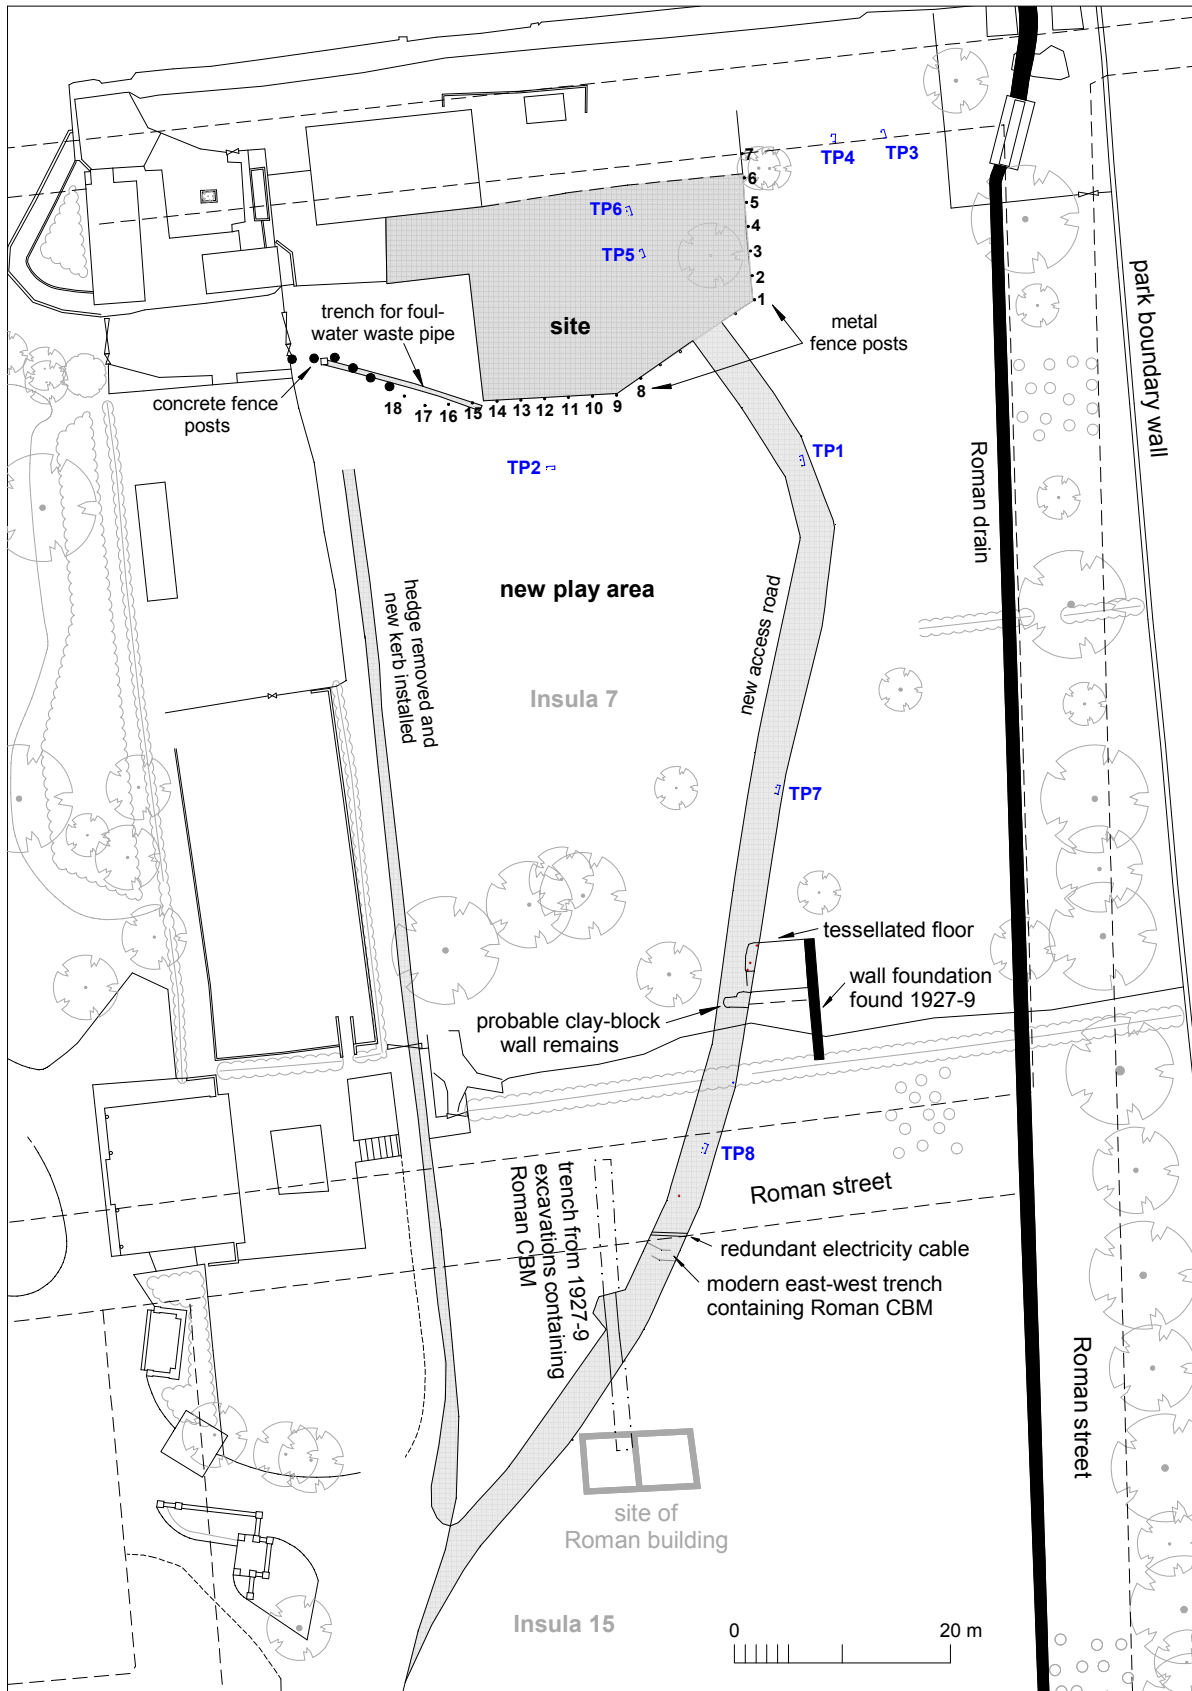 7
TP4
TP3
6
TP6
5
4
TP5
3
2
1
park boundary wall
trench for foul-
water waste pipe
site
metal
fence posts
8
concrete fence
posts
18
17
16
15
14
13
12
11
10
9
TP1
TP2
Roman drain
new play area
hedge removed and
new kerb installed
new access road
Insula 7
TP7
tessellated floor
wall foundation
found 1927-9
probable clay-block
wall remains
TP8
trench from 1927-9
excavations containing
Roman CBM
Roman street
redundant electricity cable
modern east-west trench
containing Roman CBM
Roman street
site of
Roman building
Insula 15
0
20 m